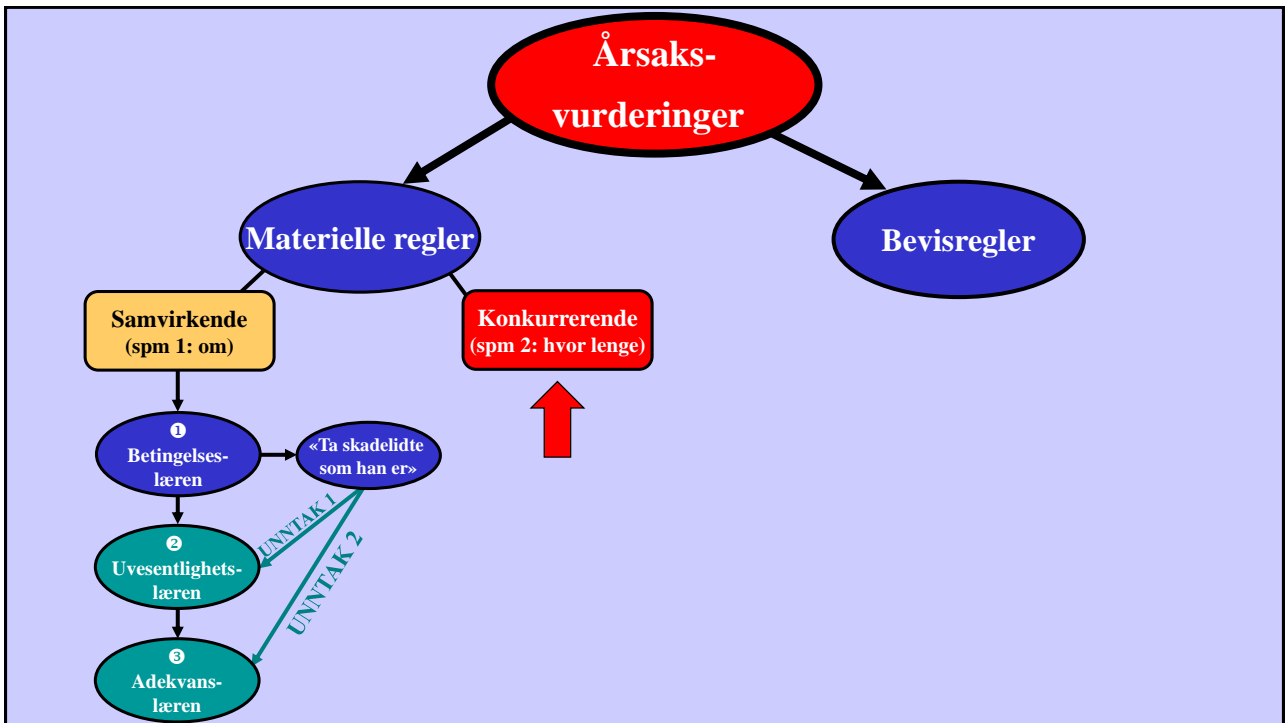 Årsaks-
vurderinger
Materielle regler
Bevisregler
Samvirkende
(spm 1: om)
Konkurrerende
(spm 2: hvor lenge)
❶
Betingelses-
læren
«Ta skadelidte
som han er»
UNNTAK 1
UNNTAK 2
❷
Uvesentlighets-
læren
❸
Adekvans-
læren